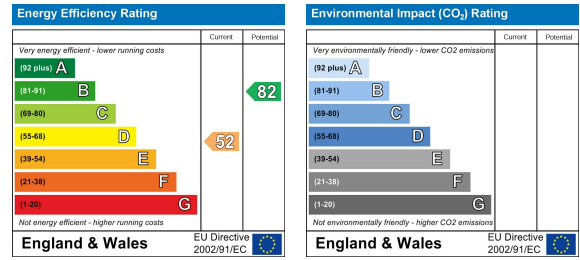 Energy Efficiency Rating
Current
Potential
Very energy efficient - lower running costs
(92 plus) A
(81-91) B
(69-80) C
(55-68) D
(39-54) E
(21-38) F
(1-20) G
52
82
Not energy efficient - higher running costs
England & Wales
EU Directive
2002/91/EC
Environmental Impact (CO₂) Rating
Current
Potential
Very environmentally friendly - lower CO2 emissions
(92 plus) A
(81-91) B
(69-80) C
(55-68) D
(39-54) E
(21-38) F
(1-20) G
Not environmentally friendly - higher CO2 emissions
England & Wales
EU Directive
2002/91/EC